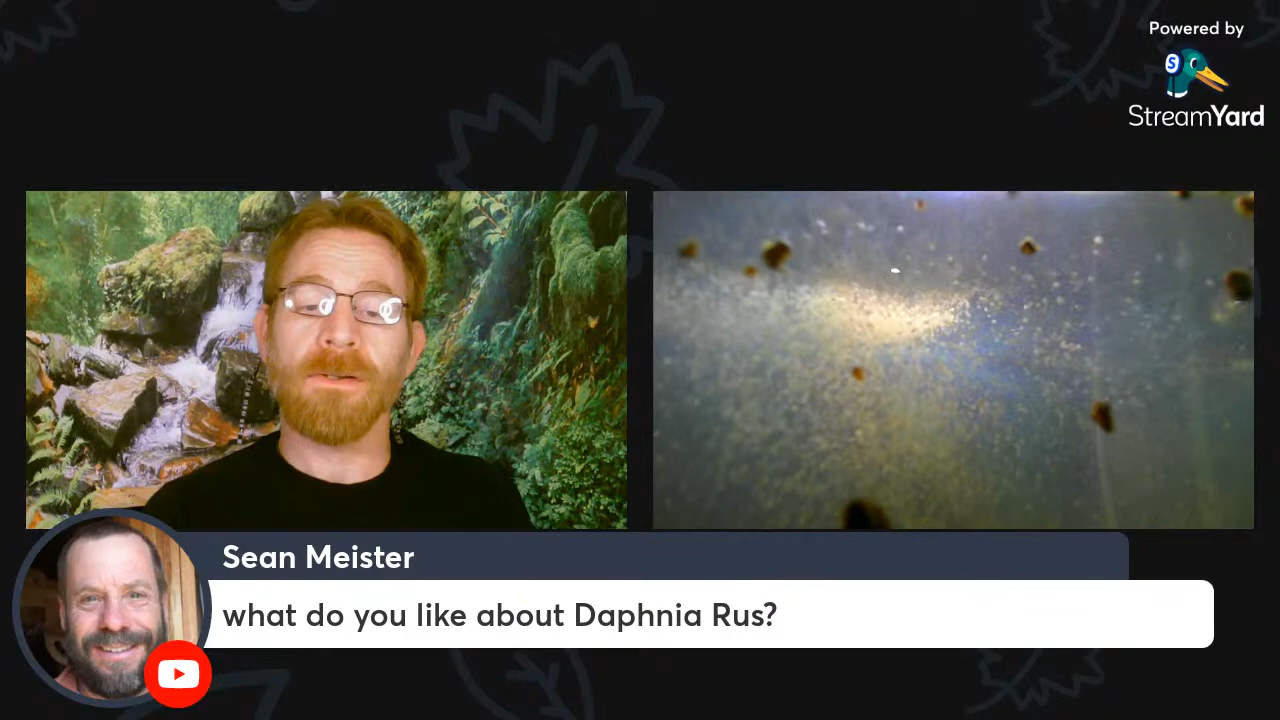 Powered by
S
StreamYard
Sean Meister
what do you like about Daphnia Rus?